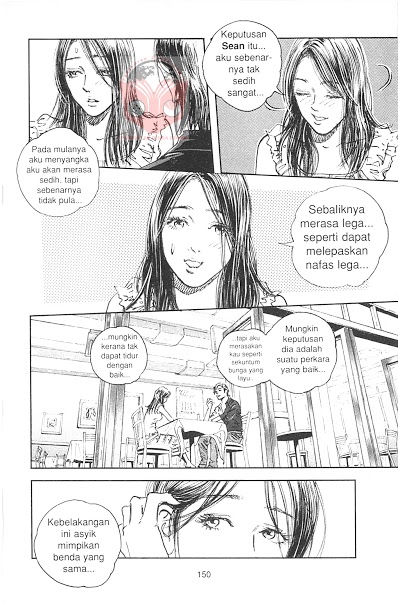 Keputusan
Sean itu...
aku sebenar-
nya tak
sedih
sangat...
Pada mulanya
aku menyangka
aku akan merasa
sedih. tapi
sebenarnya
tidak pula...
Sebaliknya
merasa lega...
seperti dapat
melepaskan
nafas lega...
Mungkin
keputusan
dia adalah
suatu perkara
yang baik...
...tapi aku
merasakan
kau seperti
sekuntum
bunga yang
layu.
...mungkin
kerana tak
dapat tidur
dengan
baik...
Kebelakangan
ini asyik
mimpikan
benda yang
sama...
150